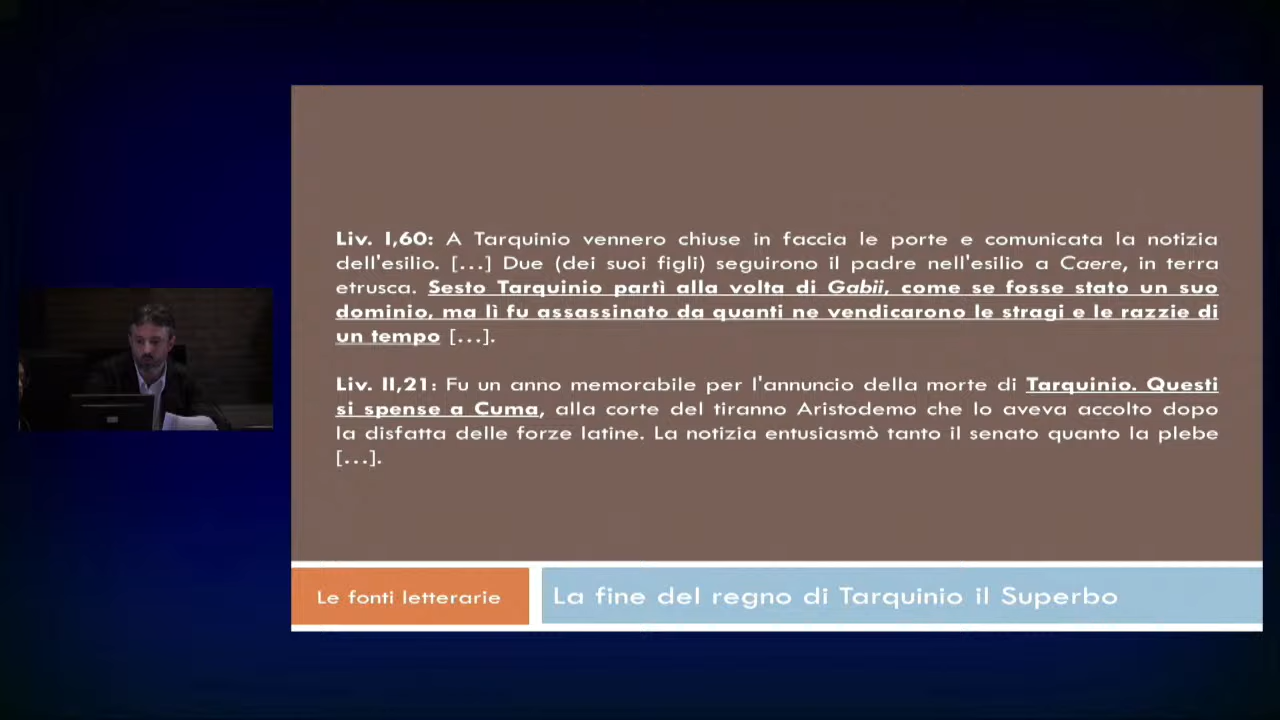 Liv. I,60: A Tarquinio vennero chiuse in faccia le porte e comunicata la notizia
dell'esilio. [...] Due (dei suoi figli) seguirono il padre nell'esilio a Caere, in terra
etrusca. Sesto Tarquinio partì alla volta di Gabii, come se fosse stato un suo
dominio, ma lì fu assassinato da quanti ne vendicarono le stragi e le razzie di
un tempo [...].
Liv. II,21: Fu un anno memorabile per l'annuncio della morte di Tarquinio. Questi
si spense a Cuma, alla corte del tiranno Aristodemo che lo aveva accolto dopo
la disfatta delle forze latine. La notizia entusiasmò tanto il senato quanto la plebe
[...].
Le fonti letterarie
La fine del regno di Tarquinio il Superbo